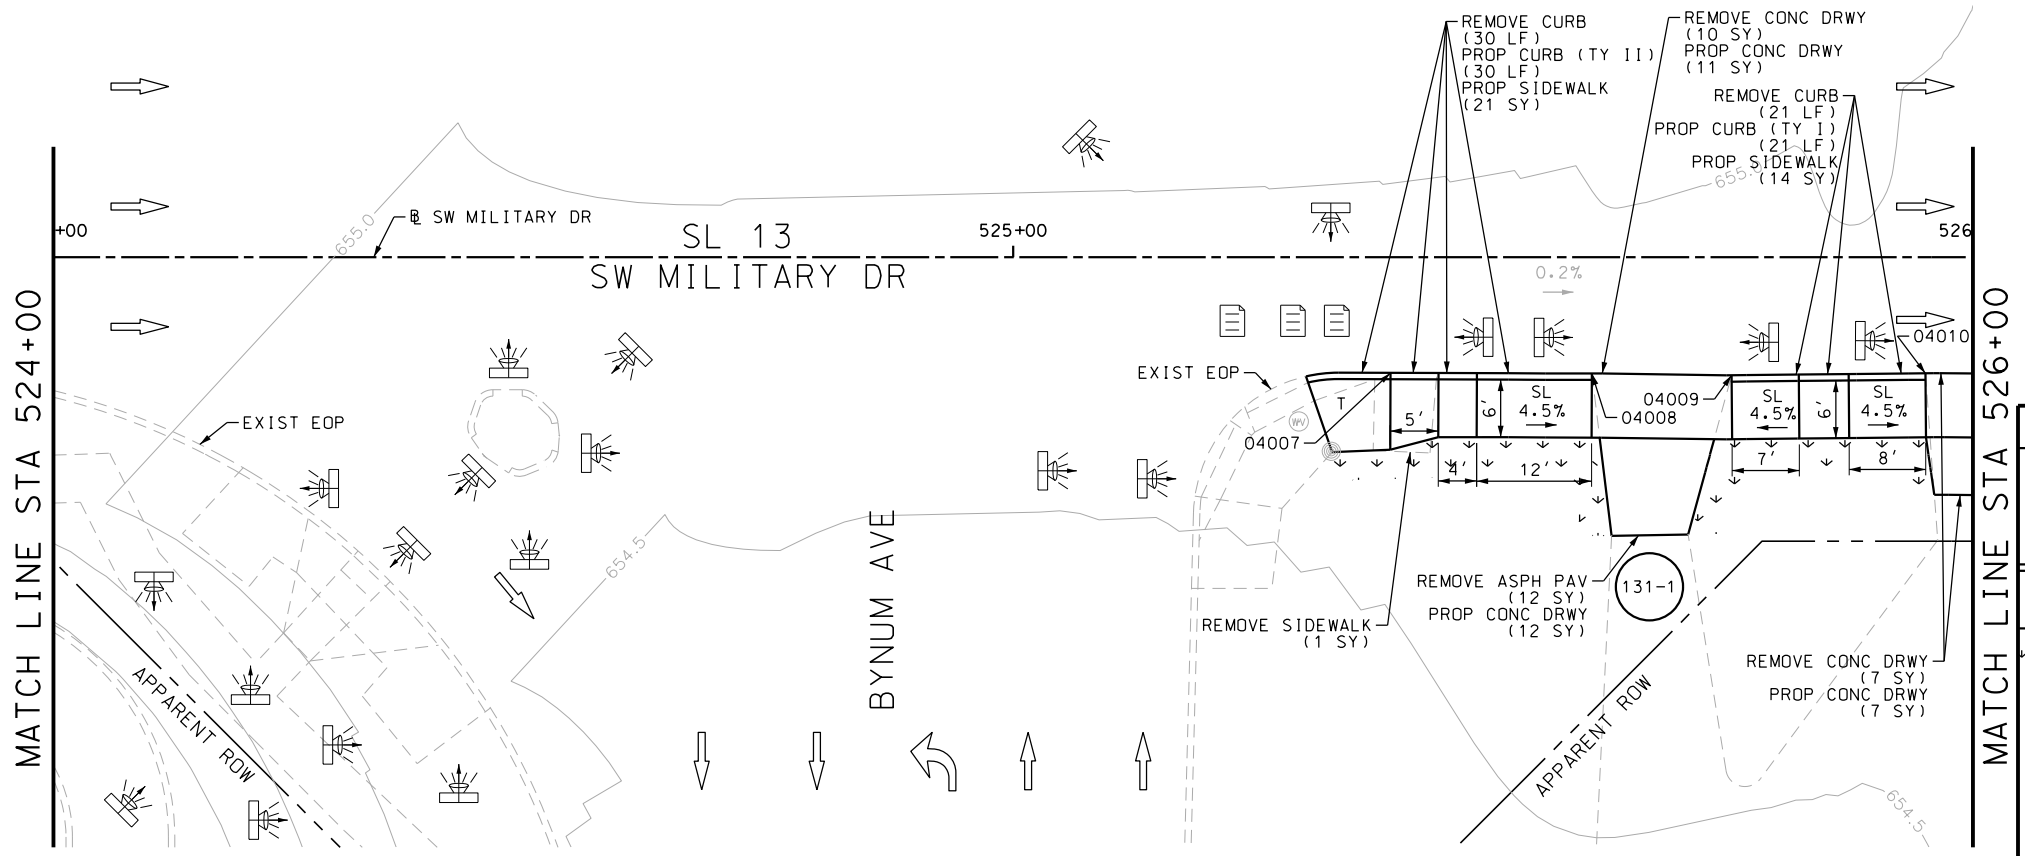 REMOVE CURB
(30 LF)
PROP CURB (TY II)
(30 LF)
PROP SIDEWALK
(21 SY)
REMOVE CONC DRWY
(10 SY)
PROP CONC DRWY
(11 SY)
REMOVE CURB
(21 LF)
PROP CURB (TY I)
(21 LF)
PROP SIDEWALK
(14 SY)
655.0
655.0
℄ SW MILITARY DR
+00
SL 13
525+00
526
SW MILITARY DR
0.2%
MATCH LINE STA 524+00
MATCH LINE STA 526+00
04010
EXIST EOP
EXIST EOP
T
5'
6'
SL
4.5%
04009
04008
SL
4.5%
6'
SL
4.5%
WV
04007
4'
12'
7'
8'
654.5
BYNUM AVE
REMOVE ASPH PAV
(12 SY)
PROP CONC DRWY
(12 SY)
131-1
REMOVE SIDEWALK
(1 SY)
REMOVE CONC DRWY
(7 SY)
PROP CONC DRWY
(7 SY)
APPARENT ROW
APPARENT ROW
654.5